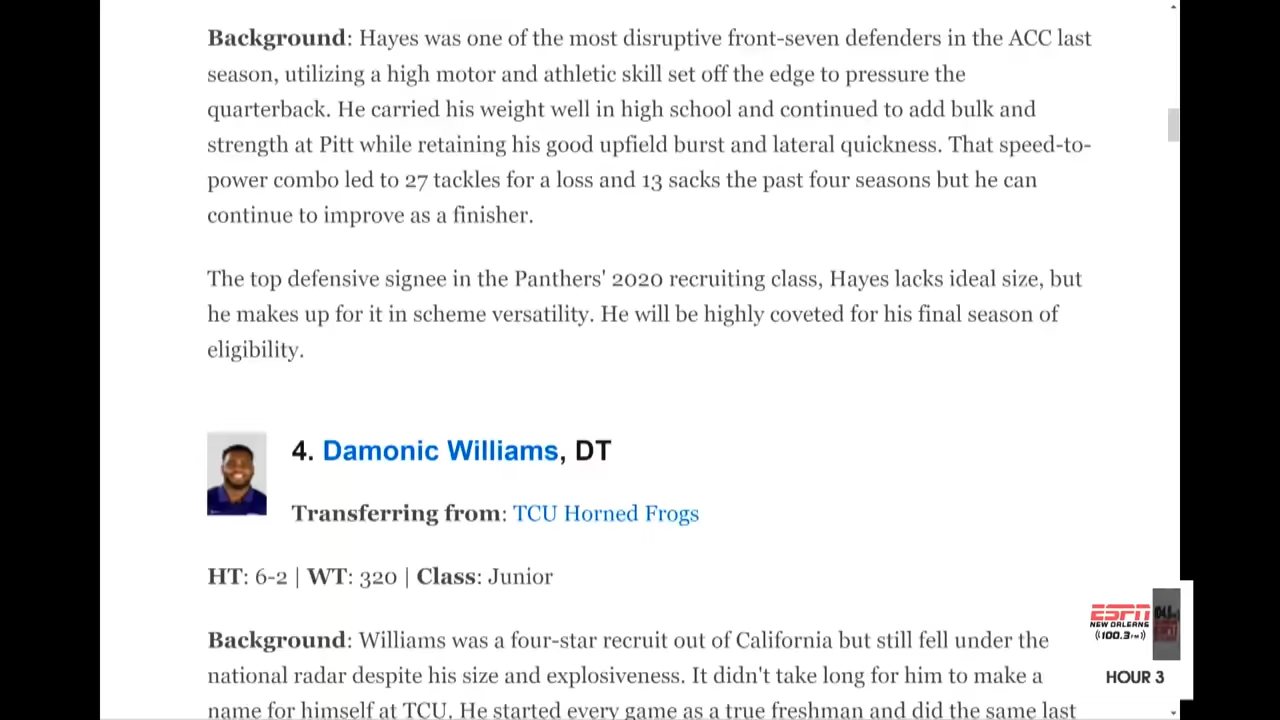 Background: Hayes was one of the most disruptive front-seven defenders in the ACC last
season, utilizing a high motor and athletic skill set off the edge to pressure the
quarterback. He carried his weight well in high school and continued to add bulk and
strength at Pitt while retaining his good upfield burst and lateral quickness. That speed-to-
power combo led to 27 tackles for a loss and 13 sacks the past four seasons but he can
continue to improve as a finisher.
The top defensive signee in the Panthers' 2020 recruiting class, Hayes lacks ideal size, but
he makes up for it in scheme versatility. He will be highly coveted for his final season of
eligibility.
4. Damonic Williams, DT
Transferring from: TCU Horned Frogs
HT: 6-2 | WT: 320 | Class: Junior
Background: Williams was a four-star recruit out of California but still fell under the
national radar despite his size and explosiveness. It didn't take long for him to make a
name for himself at TCU. He started every game as a true freshman and did the same last
ESPN
NEW ORLEANS
100.3 FM
HOUR 3